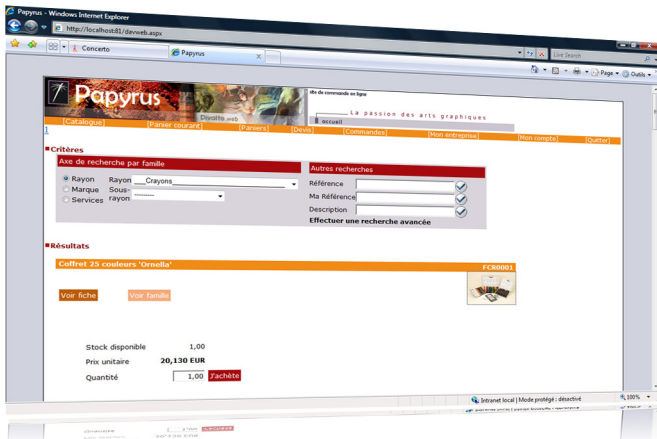 Papyrus - Windows Internet Explorer
http://localhost:81/davweb.aspx
Live Search
Concerto
Papyrus
x
Page
Outils
Papyrus
Divalto web
site de commande en ligne
La passion des arts graphiques
accueil
[Catalogue] [Panier courant] [Paniers] [Devis] [Commandes] [Mon entreprise] [Mon compte] [Quitter]
1
Critères
Axe de recherche par famille
Autres recherches
Rayon Rayon ___Crayons___
Marque Sous-rayon ---------
Services
Référence
Ma Référence
Description
Effectuer une recherche avancée
Résultats
Coffret 25 couleurs 'Ornella' FCR0001
Voir fiche Voir famille
Stock disponible 1,00
Prix unitaire 20,130 EUR
Quantité 1,00 J'achète
Intranet local | Mode protégé : désactivé 100%